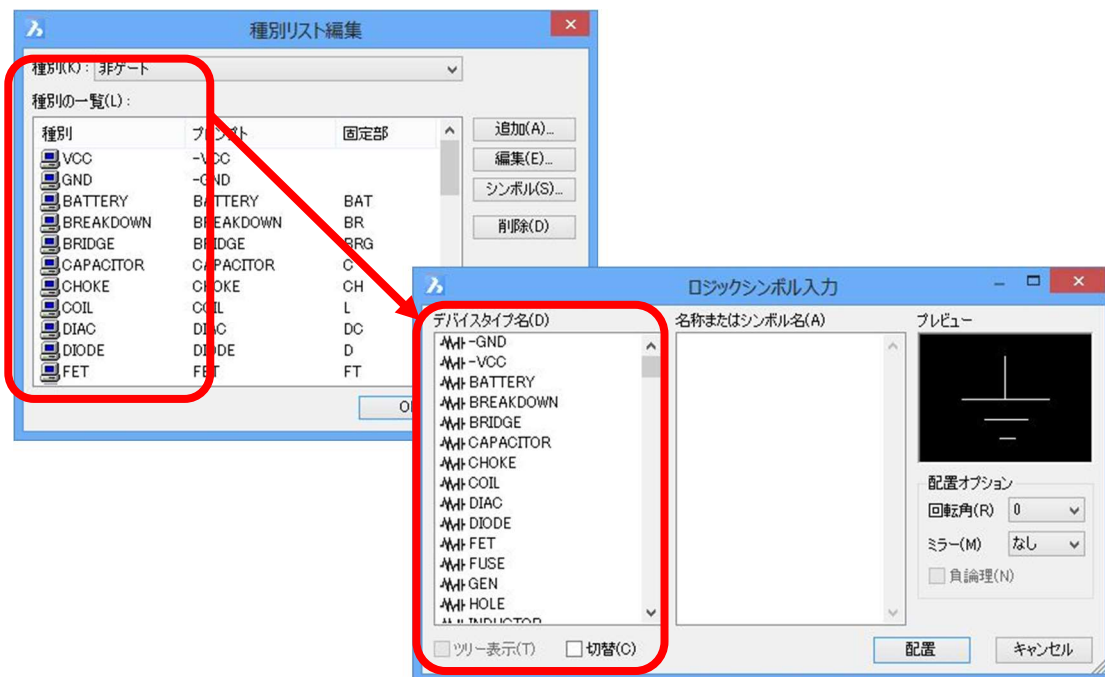 種別リスト編集
種別(K): 非ゲート
種別の一覧(L):
種別 プロンプト 固定部
VCC -VCC
GND -GND
BATTERY BATTERY BAT
BREAKDOWN BREAKDOWN BR
BRIDGE BRIDGE BRG
CAPACITOR CAPACITOR C
CHOKE CHOKE CH
COIL COIL L
DIAC DIAC DC
DIODE DIODE D
FET FET FT
追加(A)...
編集(E)...
シンボル(S)...
削除(D)
ロジックシンボル入力
デバイスタイプ名(D)
-GND
-VCC
BATTERY
BREAKDOWN
BRIDGE
CAPACITOR
CHOKE
COIL
DIAC
DIODE
FET
FUSE
GEN
HOLE
INDUCTOR
ツリー表示(T) 切替(C)
名称またはシンボル名(A)
プレビュー
配置オプション
回転角(R) 0
ミラー(M) なし
負論理(N)
配置 キャンセル